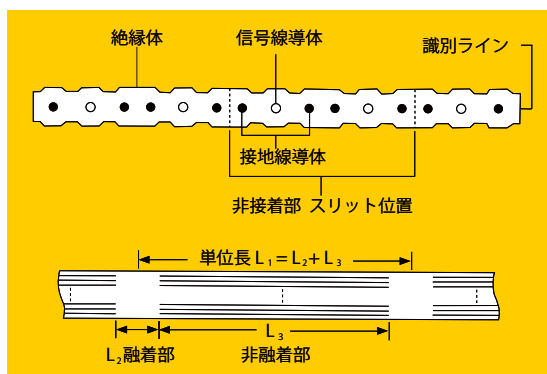 絶縁体
信号線導体
識別ライン
接地線導体
非接着部 スリット位置
単位長 L₁=L₂+L₃
L₃
L₂融着部
非融着部